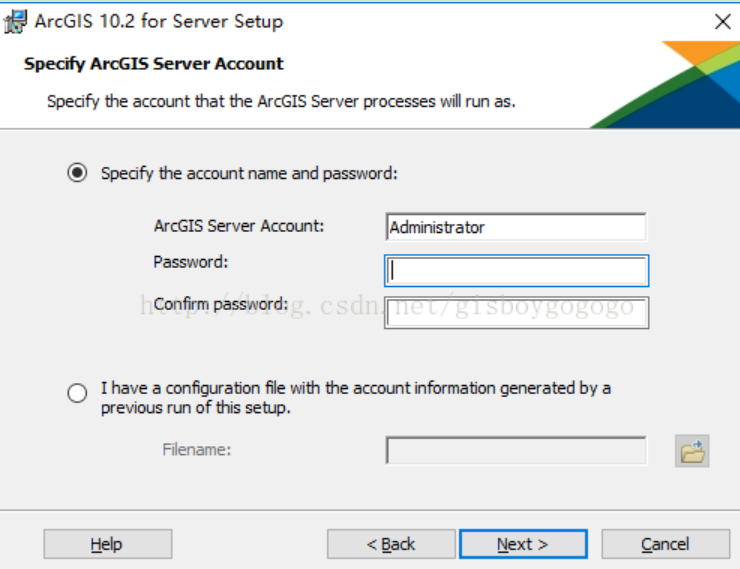 ArcGIS 10.2 for Server Setup
Specify ArcGIS Server Account
Specify the account that the ArcGIS Server processes will run as.
Specify the account name and password:
ArcGIS Server Account: Administrator
Password:
Confirm password:
http://blog.csdn.net/gisboygogogo
I have a configuration file with the account information generated by a
previous run of this setup.
Filename:
Help < Back Next > Cancel